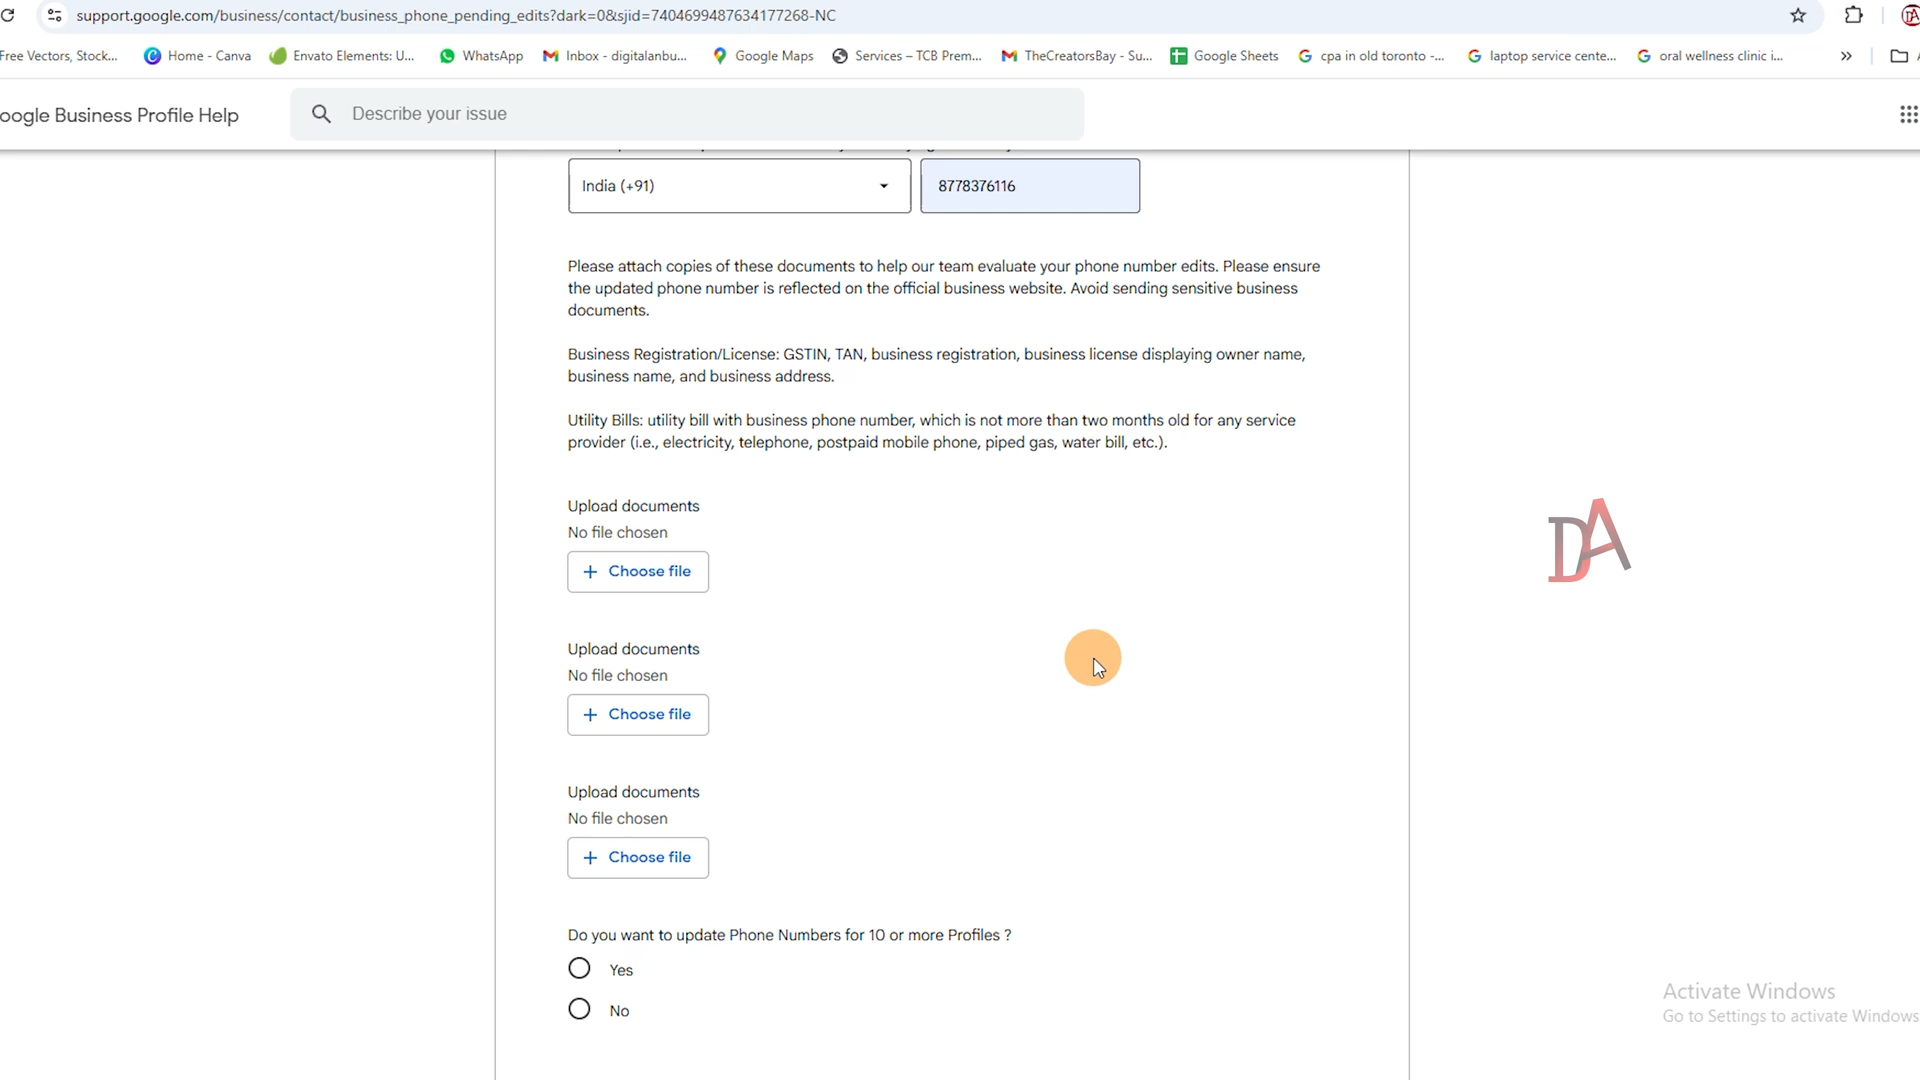 support.google.com/business/contact/business_phone_pending_edits?dark=0&sjid=7404699487634177268-NC
Free Vectors, Stock... Home - Canva Envato Elements: U... WhatsApp Inbox - digitalanbu... Google Maps Services – TCB Prem... TheCreatorsBay - Su... Google Sheets cpa in old toronto -... laptop service cente... oral wellness clinic i... »
oogle Business Profile Help
Describe your issue
India (+91)
8778376116
Please attach copies of these documents to help our team evaluate your phone number edits. Please ensure
the updated phone number is reflected on the official business website. Avoid sending sensitive business
documents.
Business Registration/License: GSTIN, TAN, business registration, business license displaying owner name,
business name, and business address.
Utility Bills: utility bill with business phone number, which is not more than two months old for any service
provider (i.e., electricity, telephone, postpaid mobile phone, piped gas, water bill, etc.).
Upload documents
No file chosen
+ Choose file
Upload documents
No file chosen
+ Choose file
Upload documents
No file chosen
+ Choose file
DA
Do you want to update Phone Numbers for 10 or more Profiles ?
Yes
No
Activate Windows
Go to Settings to activate Windows